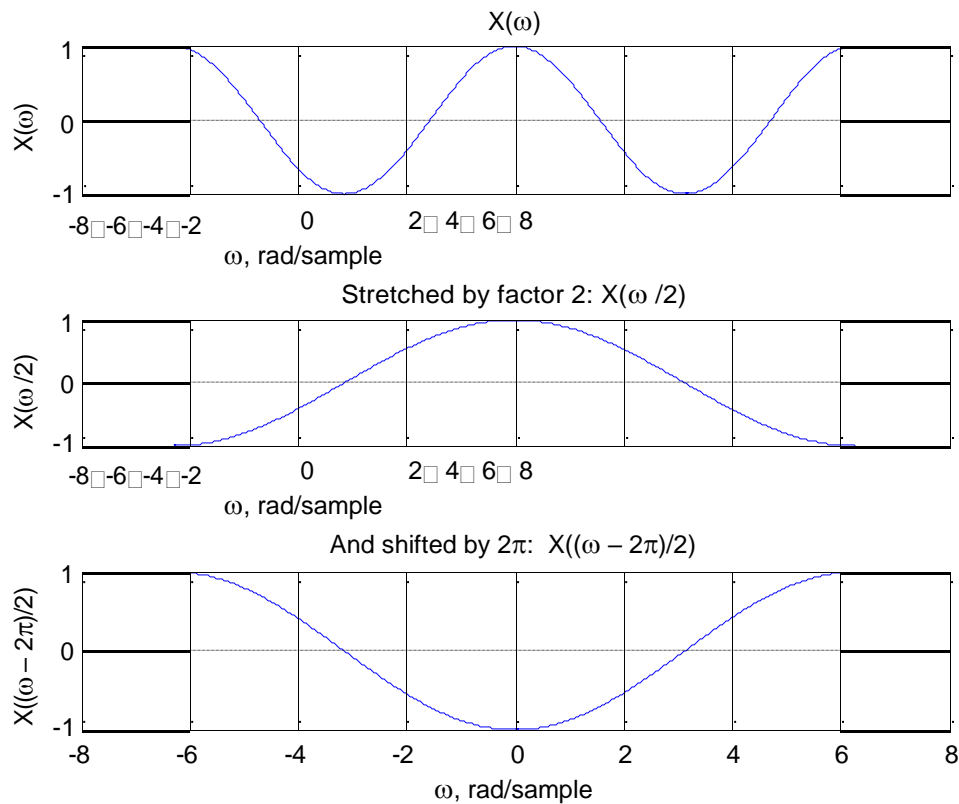 X(ω)
1
0
-1
X(ω)
-8□-6□-4□-2 0 2□ 4□ 6□ 8
ω, rad/sample
Stretched by factor 2: X(ω /2)
1
0
-1
X(ω/2)
-8□-6□-4□-2 0 2□ 4□ 6□ 8
ω, rad/sample
And shifted by 2π: X((ω – 2π)/2)
1
0
-1
X((ω – 2π)/2)
-8 -6 -4 -2 0 2 4 6 8
ω, rad/sample